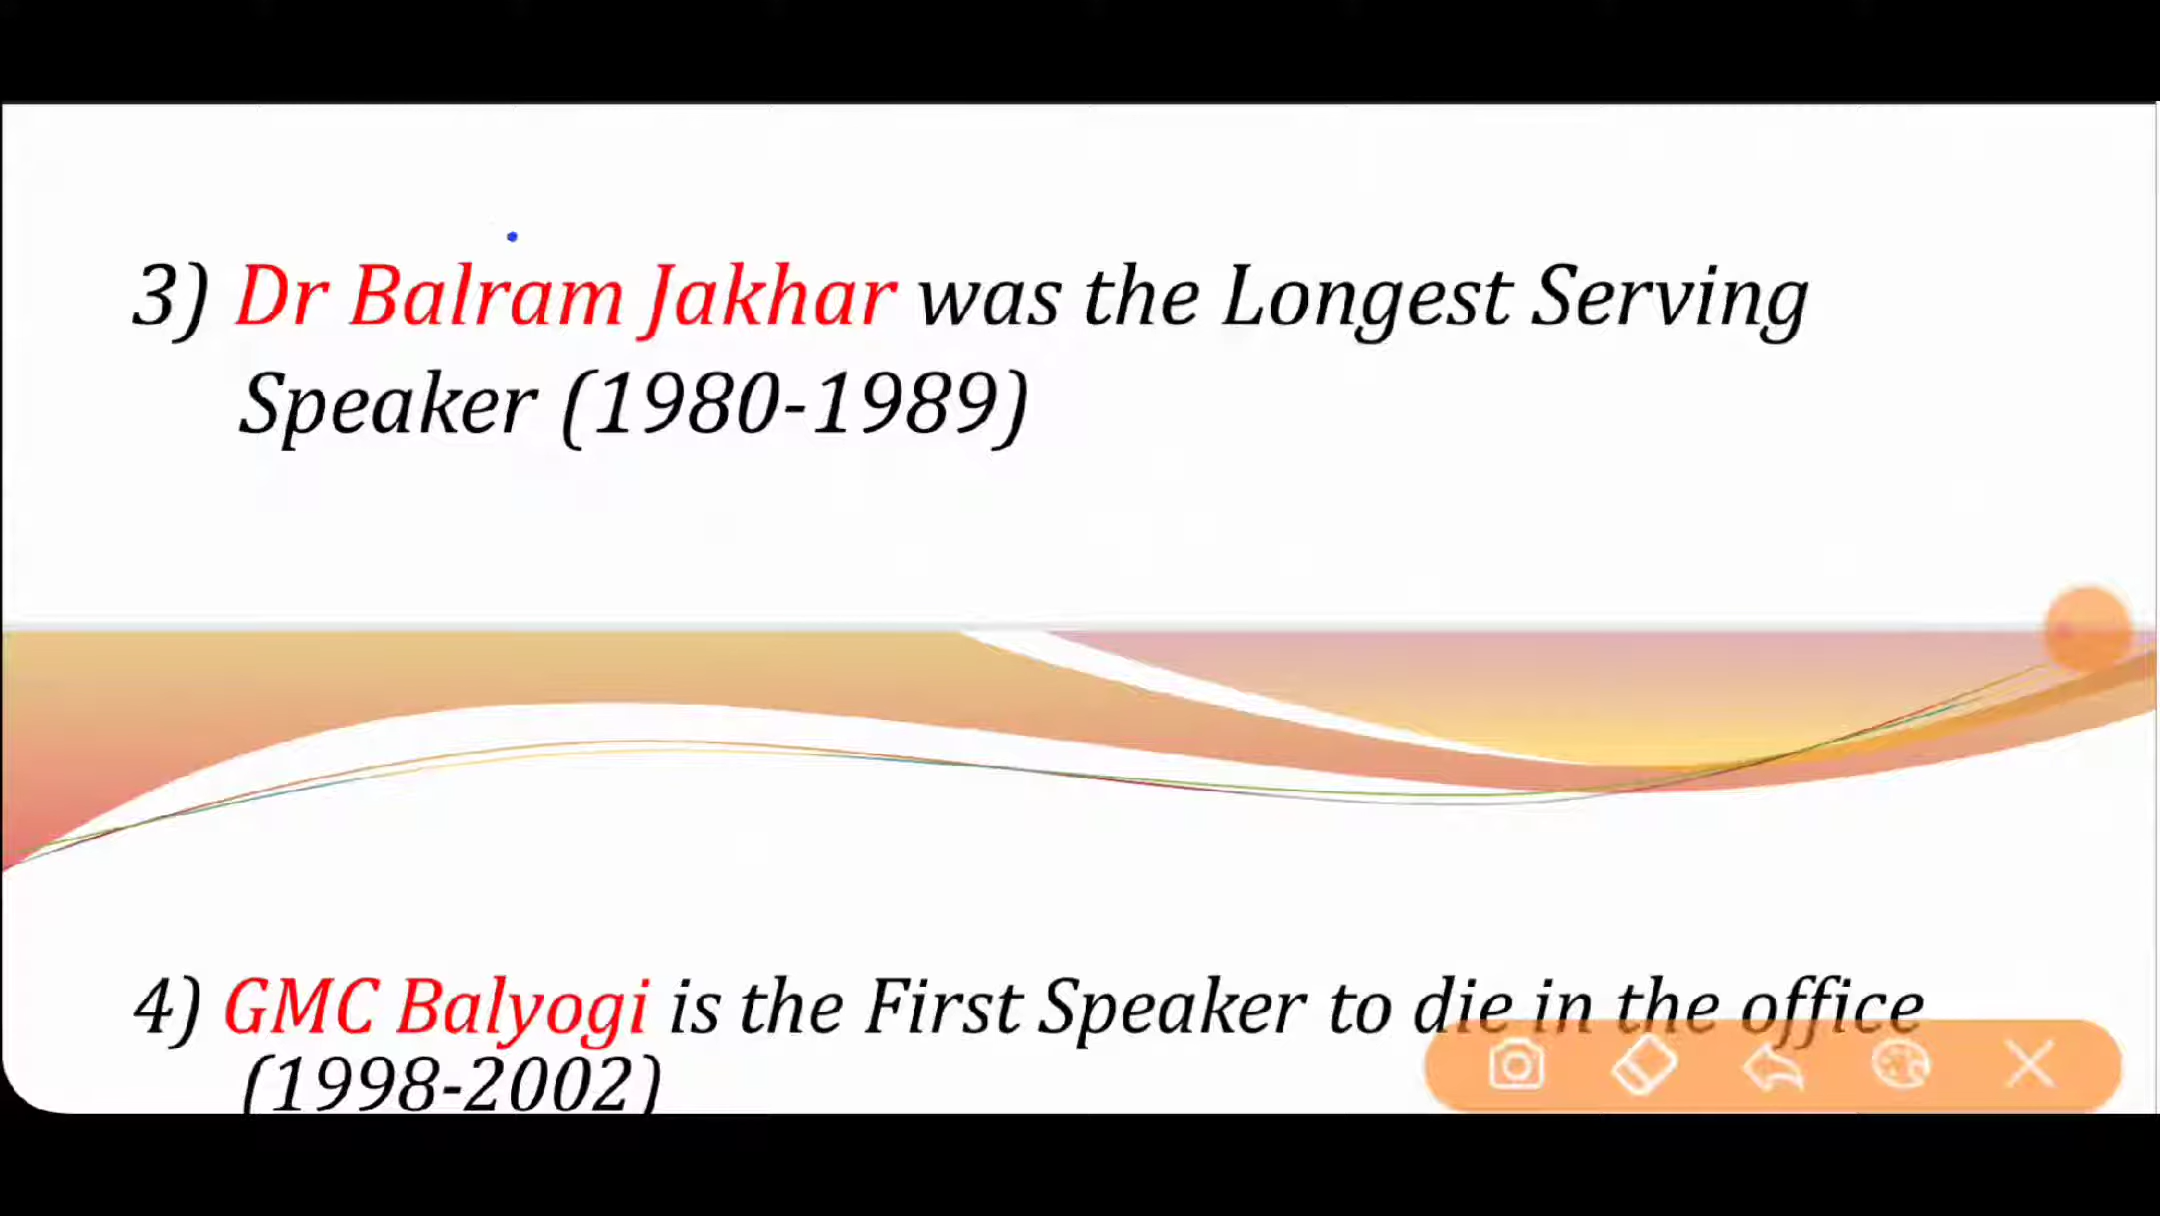 3) Dr Balram Jakhar was the Longest Serving
Speaker (1980-1989)
4) GMC Balyogi is the First Speaker to die in the office
(1998-2002)